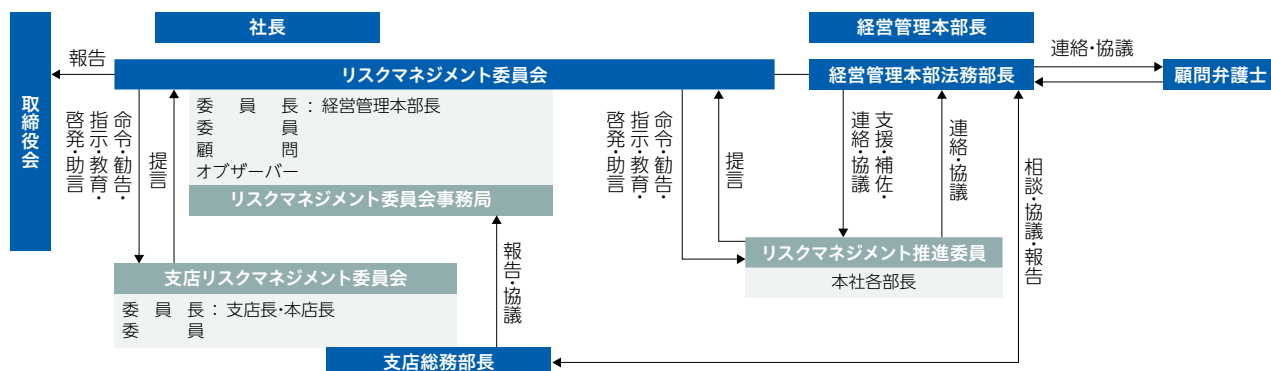 社長
経営管理本部長
取締役会
報告
リスクマネジメント委員会
経営管理本部法務部長
連絡・協議
顧問弁護士
委員長：経営管理本部長
委員
顧問
オブザーバー
リスクマネジメント委員会事務局
命令・勧告・
指示・教育・
啓発・助言
提言
命令・勧告・
指示・教育・
啓発・助言
提言
支援・補佐・
連絡・協議
連絡・協議
相談・協議・報告
リスクマネジメント推進委員
本社各部長
支店リスクマネジメント委員会
委員長：支店長・本店長
委員
報告・協議
支店総務部長